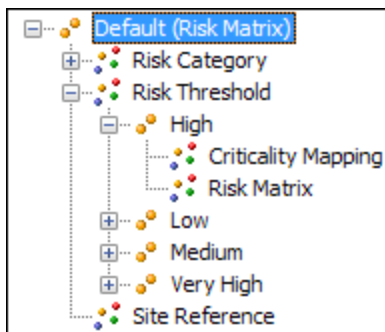 Default (Risk Matrix)
Risk Category
Risk Threshold
High
Criticality Mapping
Risk Matrix
Low
Medium
Very High
Site Reference